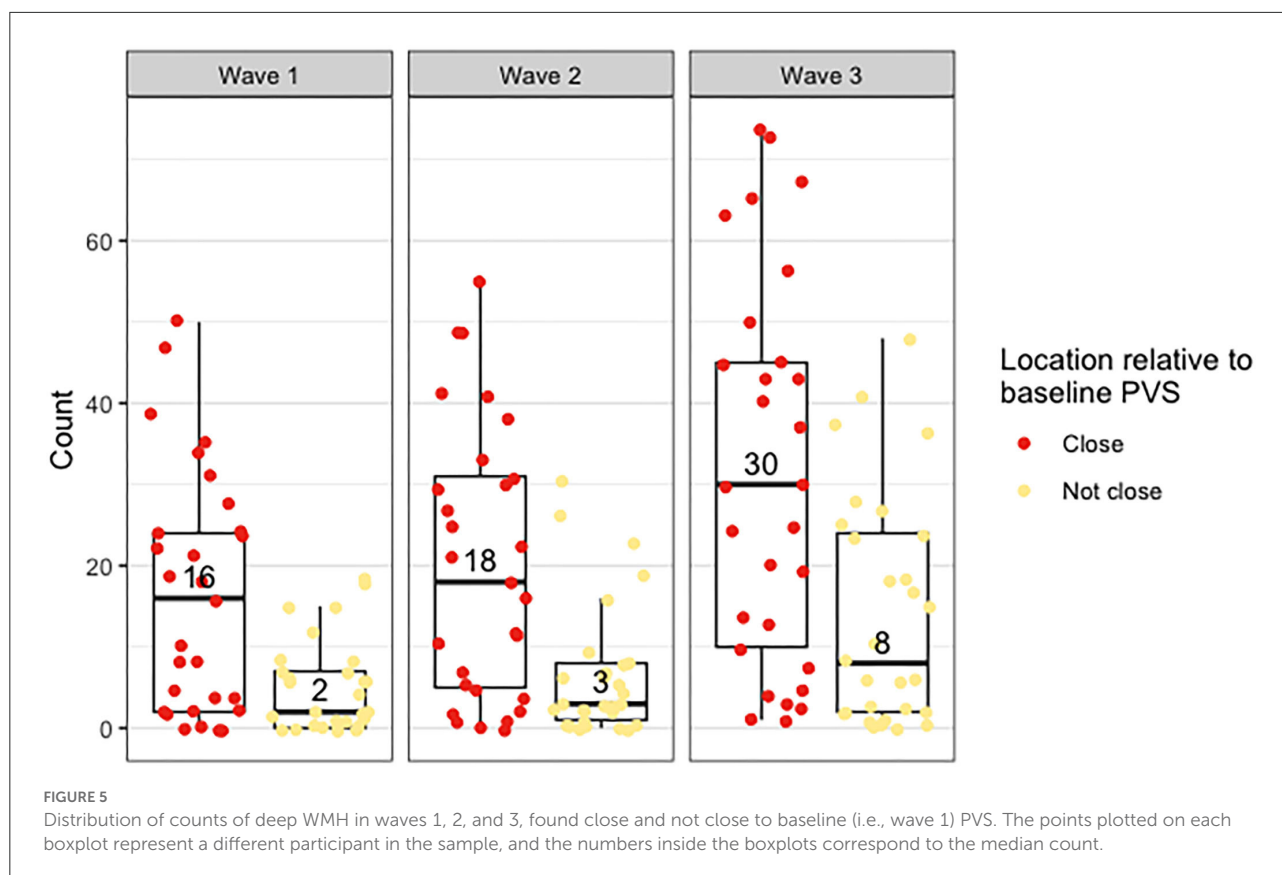 Wave 1
Wave 2
Wave 3
Count
60
40
20
0
16
2
18
3
30
8
Location relative to
baseline PVS
Close
Not close
FIGURE 5
Distribution of counts of deep WMH in waves 1, 2, and 3, found close and not close to baseline (i.e., wave 1) PVS. The points plotted on each
boxplot represent a different participant in the sample, and the numbers inside the boxplots correspond to the median count.